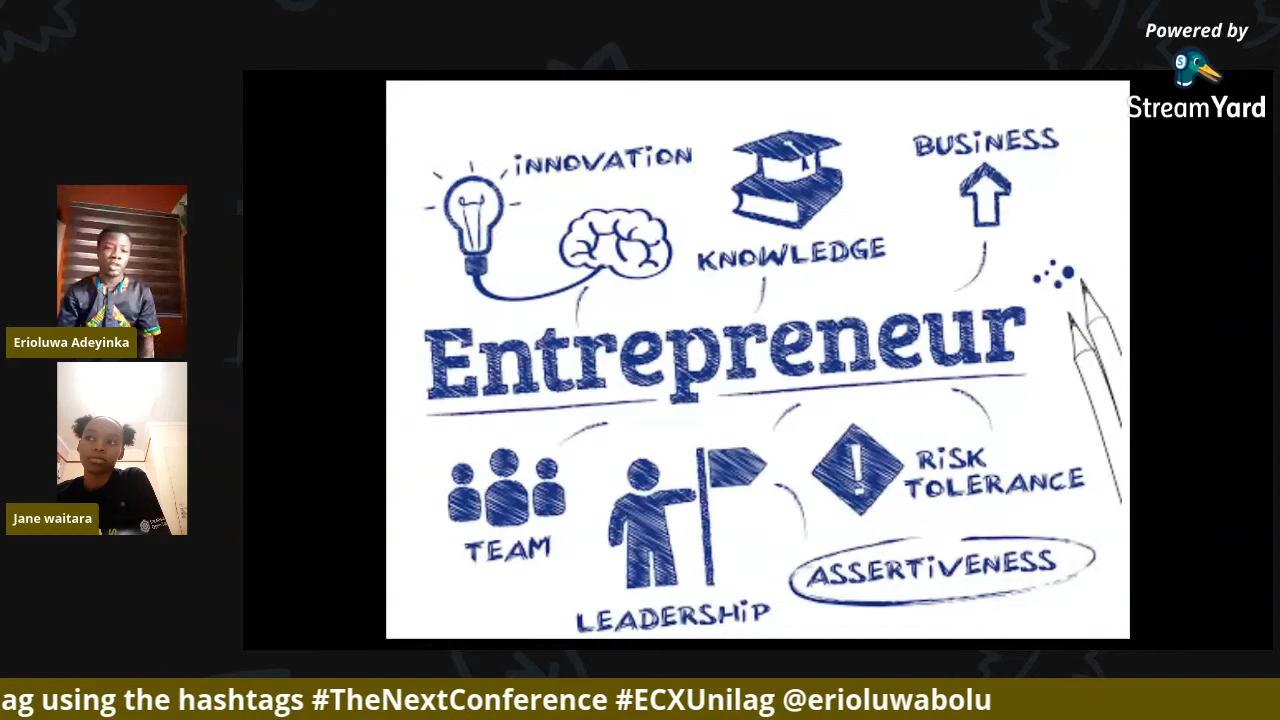 Powered by
StreamYard
iNNOVATiON
BUSiNESS
KNOWLEDGE
Entrepreneur
Erioluwa Adeyinka
RiSK
TOLERANCE
TEAM
Jane waitara
ASSERTiVENESS
LEADERSHiP
ag using the hashtags #TheNextConference #ECXUnilag @erioluwabolu